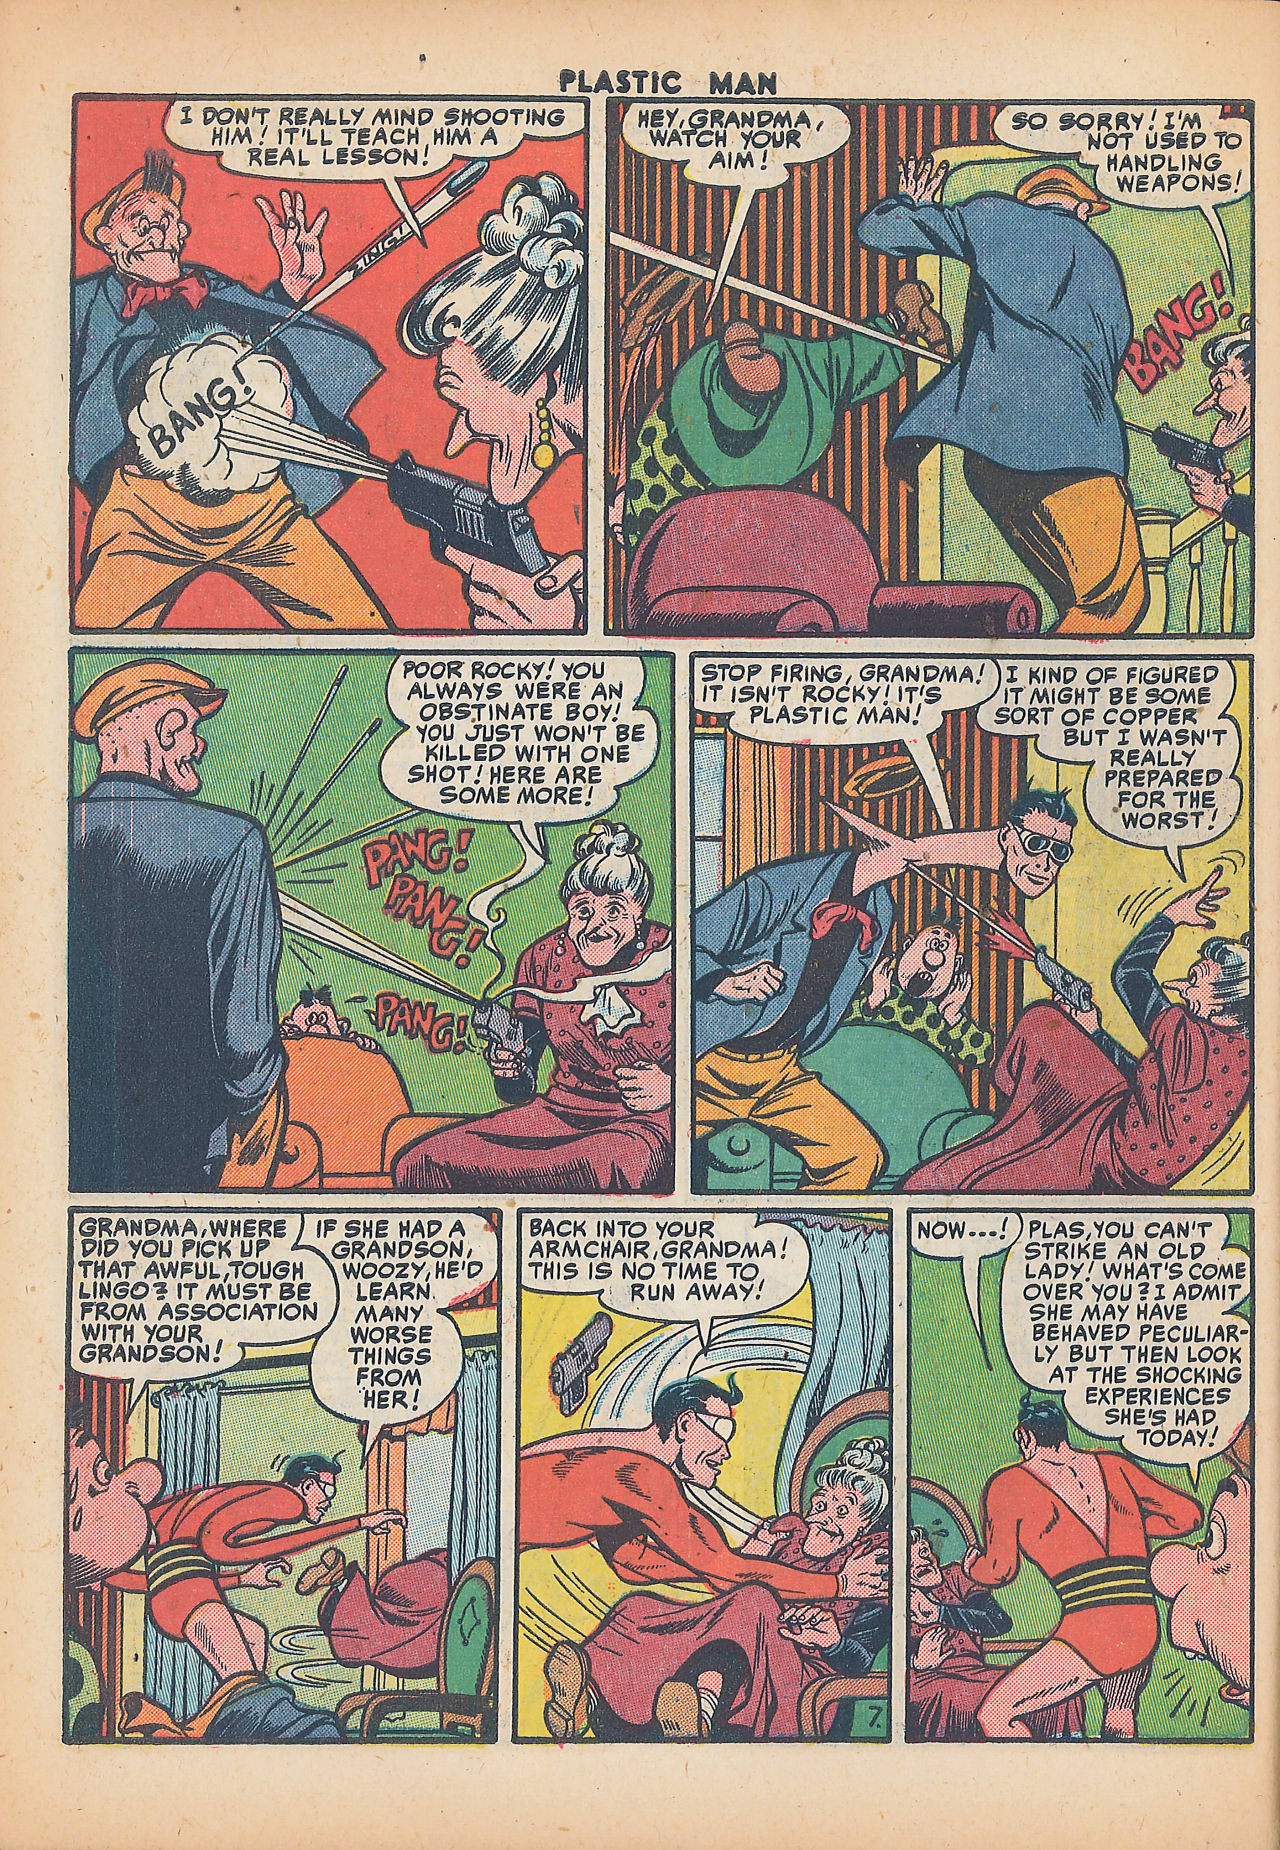 PLASTIC MAN
I DON'T REALLY MIND SHOOTING
HIM! IT'LL TEACH HIM A
REAL LESSON!
ZING!
BANG!
HEY, GRANDMA,
WATCH YOUR
AIM!
SO SORRY! I'M
NOT USED TO
HANDLING
WEAPONS!
BANG!
POOR ROCKY! YOU
ALWAYS WERE AN
OBSTINATE BOY!
YOU JUST WON'T BE
KILLED WITH ONE
SHOT! HERE ARE
SOME MORE!
PANG!
PANG!
PANG!
STOP FIRING, GRANDMA!
IT ISN'T ROCKY! IT'S
PLASTIC MAN!
I KIND OF FIGURED
IT MIGHT BE SOME
SORT OF COPPER
BUT I WASN'T
REALLY
PREPARED
FOR THE
WORST!
GRANDMA, WHERE
DID YOU PICK UP
THAT AWFUL, TOUGH
LINGO? IT MUST BE
FROM ASSOCIATION
WITH YOUR
GRANDSON!
IF SHE HAD A
GRANDSON,
WOOZY, HE'D
LEARN
MANY
WORSE
THINGS
FROM
HER!
BACK INTO YOUR
ARMCHAIR, GRANDMA!
THIS IS NO TIME TO
RUN AWAY!
7.
NOW....!
PLAS, YOU CAN'T
STRIKE AN OLD
LADY! WHAT'S COME
OVER YOU? I ADMIT
SHE MAY HAVE
BEHAVED PECULIAR-
LY BUT THEN LOOK
AT THE SHOCKING
EXPERIENCES
SHE'S HAD
TODAY!